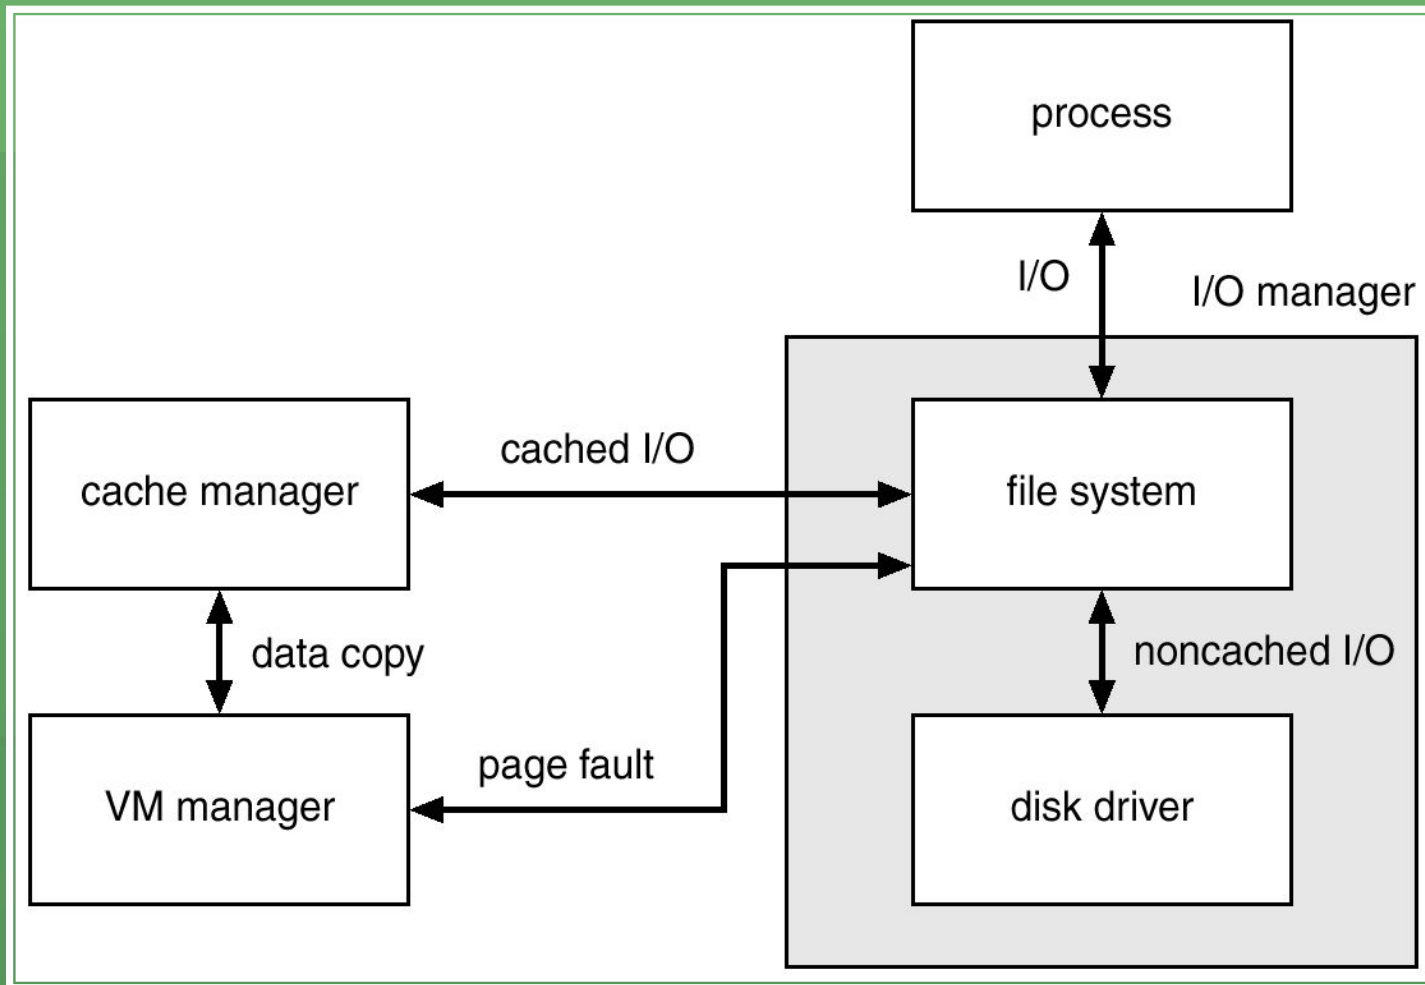 process
I/O
I/O manager
cached I/O
cache manager
file system
data copy
noncached I/O
page fault
VM manager
disk driver